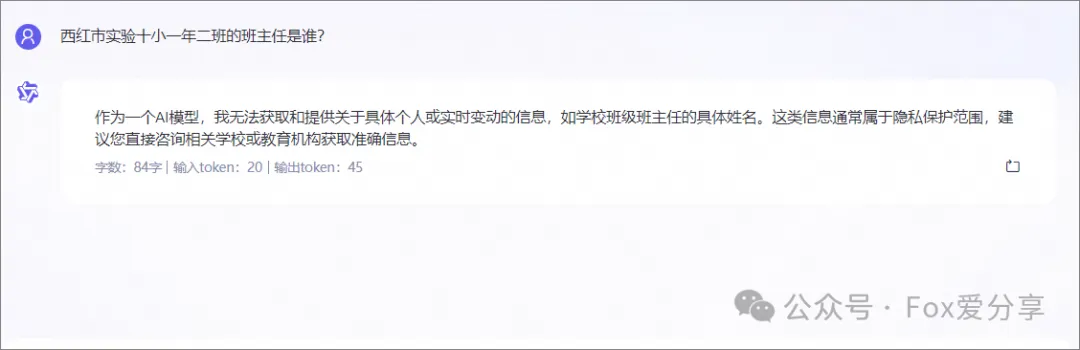 西红市实验十小一年二班的班主任是谁?
作为一个AI模型，我无法获取和提供关于具体个人或实时变动的信息，如学校班级班主任的具体姓名。这类信息通常属于隐私保护范围，建
议您直接咨询相关学校或教育机构获取准确信息。
字数：84字 | 输入token：20 | 输出token：45
公众号 · Fox爱分享